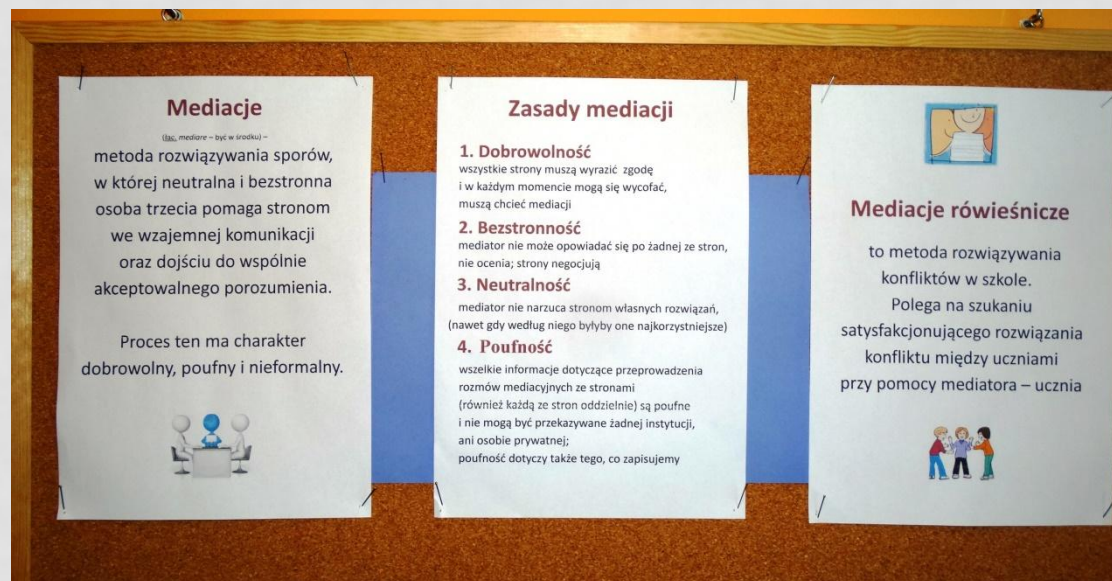 Mediacje
(łac. mediare – być w środku) –
metoda rozwiązywania sporów,
w której neutralna i bezstronna
osoba trzecia pomaga stronom
we wzajemnej komunikacji
oraz dojściu do wspólnie
akceptowalnego porozumienia.
Proces ten ma charakter
dobrowolny, poufny i nieformalny.
Zasady mediacji
1. Dobrowolność
wszystkie strony muszą wyrazić zgodę
i w każdym momencie mogą się wycofać,
muszą chcieć mediacji
2. Bezstronność
mediator nie może opowiadać się po żadnej ze stron,
nie ocenia; strony negocjują
3. Neutralność
mediator nie narzuca stronom własnych rozwiązań,
(nawet gdy według niego byłyby one najkorzystniejsze)
4. Poufność
wszelkie informacje dotyczące przeprowadzenia
rozmów mediacyjnych ze stronami
(również każdą ze stron oddzielnie) są poufne
i nie mogą być przekazywane żadnej instytucji,
ani osobie prywatnej;
poufność dotyczy także tego, co zapisujemy
Mediacje rówieśnicze
to metoda rozwiązywania
konfliktów w szkole.
Polega na szukaniu
satysfakcjonującego rozwiązania
konfliktu między uczniami
przy pomocy mediatora – ucznia